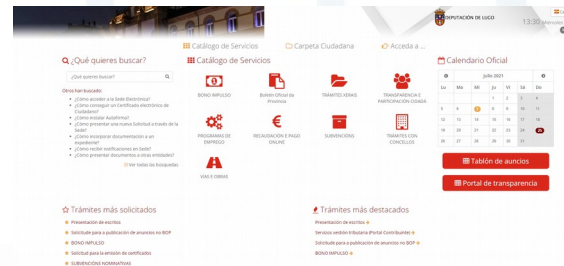 DEPUTACIÓN DE LUGO
13:30
Catálogo de Servicios
Carpeta Ciudadana
Acceda a ...
¿Qué quieres buscar?
¿Qué quieres buscar?
Otros han buscado:
¿Cómo acceder a la Sede Electrónica?
¿Cómo conseguir un Certificado electrónico de
Ciudadano?
¿Cómo instalar Autofirma?
¿Cómo presentar una nueva Solicitud a través de la
Sede?
¿Cómo incorporar documentación a un
expediente?
¿Cómo recibir notificaciones en Sede?
¿Cómo presentar documentos a otras entidades?
Ver todas las búsquedas
Catálogo de Servicios
BONO IMPULSO
Boletín Oficial da
Provincia
TRÁMITES XERAIS
TRANSPARENCIA E
PARTICIPACIÓN CIDADÁ
PROGRAMAS DE
EMPREGO
RECADACIÓN E PAGO
ONLINE
SUBVENCIÓNS
TRÁMITES CON
CONCELLOS
VÍAS E OBRAS
Calendario Oficial
Julio 2021
Lu Ma Mi Ju Vi Sa Do
1 2 3 4
5 6 7 8 9 10 11
12 13 14 15 16 17 18
19 20 21 22 23 24 25
26 27 28 29 30 31
Tablón de anuncios
Portal de transparencia
Trámites más solicitados
Presentación de escritos
Solicitude para a publicación de anuncios no BOP
BONO IMPULSO
Solicitud para la emisión de certificados
SUBVENCIÓNS NOMINATIVAS
Trámites más destacados
Presentación de escritos
Servizos xestión tributaria (Portal Contribuínte)
Solicitude para a publicación de anuncios no BOP
BONO IMPULSO